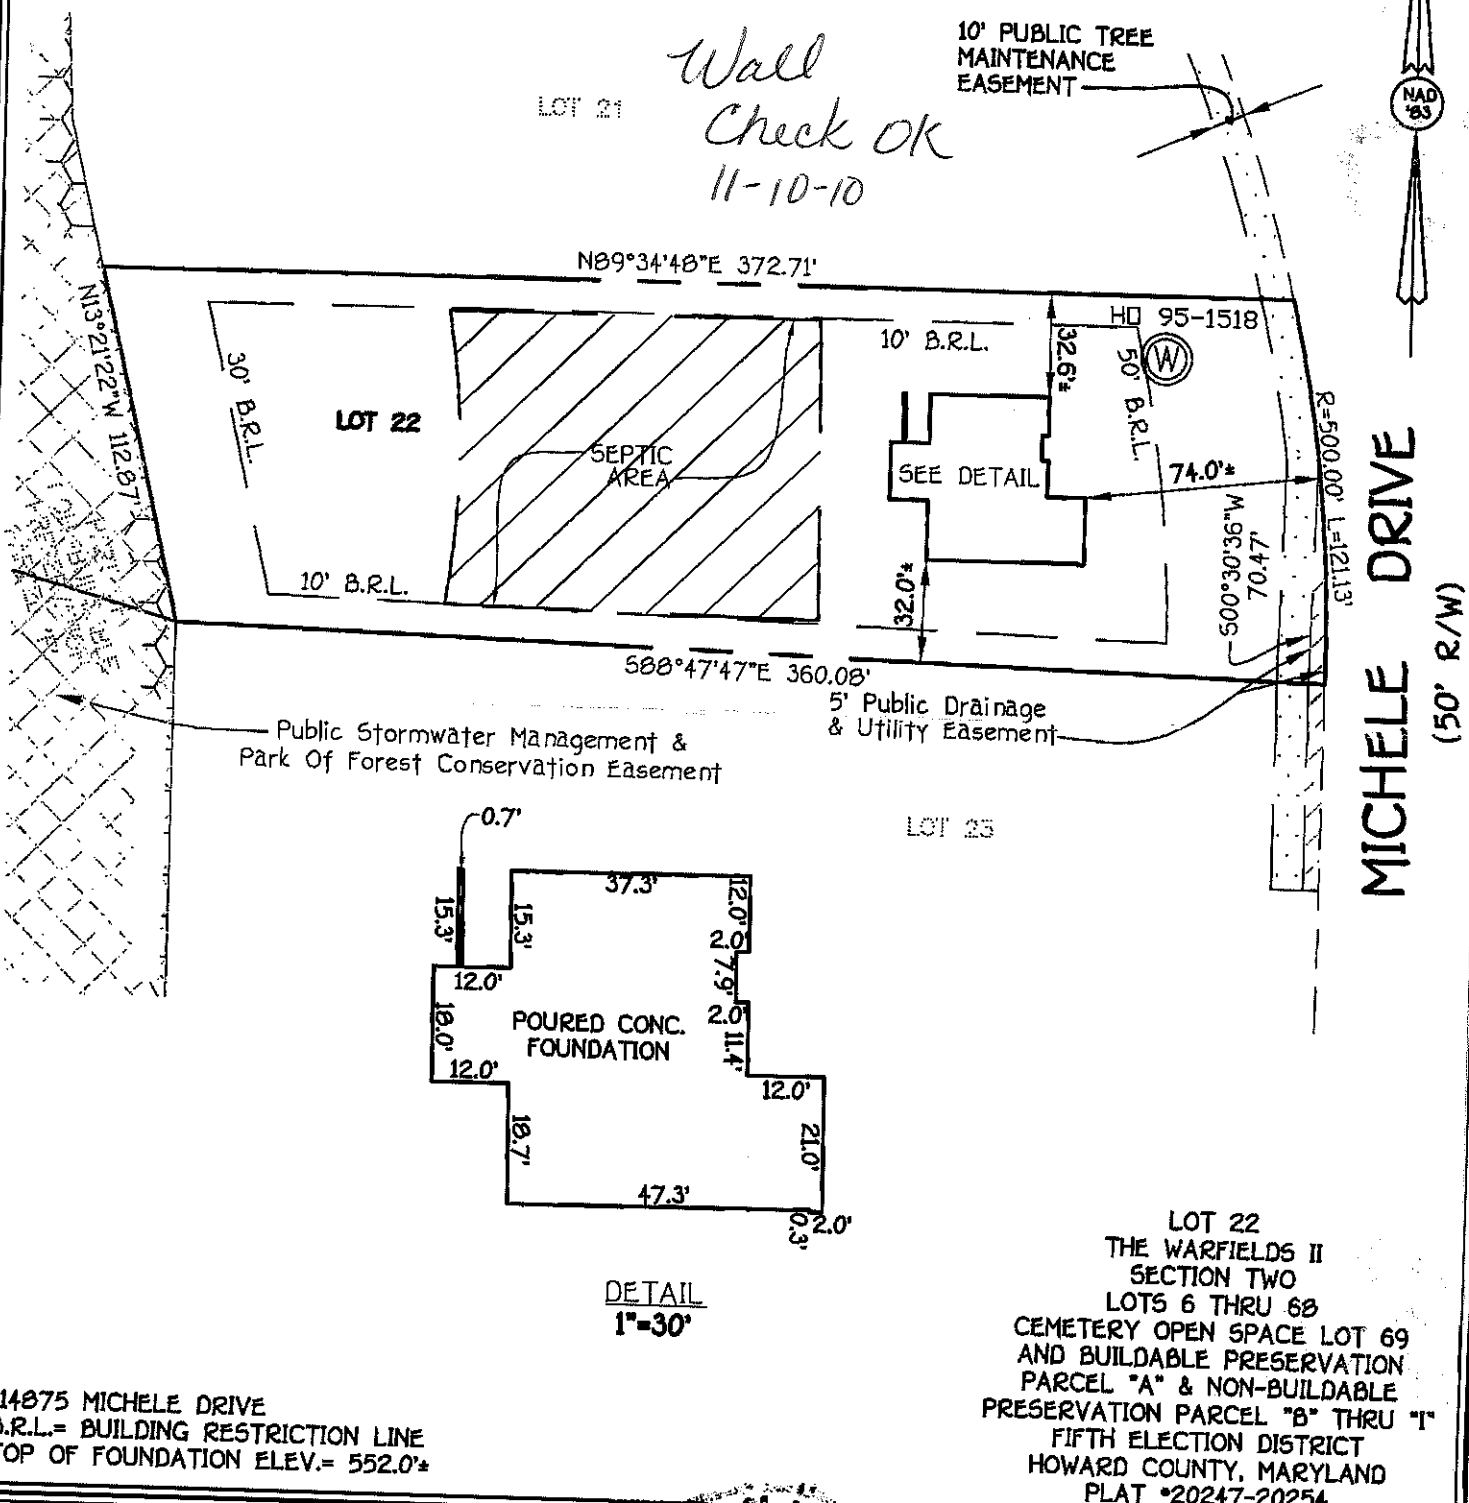 Wall
Check OK
11-10-10
10' PUBLIC TREE
MAINTENANCE
EASEMENT
NAD
'83
LOT 21
N89°34'48"E 372.71'
HO 95-1518
W
10' B.R.L.
32.6'±
50' B.R.L.
30' B.R.L.
N13°21'22"W 112.87'
LOT 22
SEPTIC
AREA
SEE DETAIL
74.0'±
R=500.00' L=121.13'
S00°30'36"W
70.47'
MICHELE DRIVE
(50' R/W)
10' B.R.L.
32.0'±
S88°47'47"E 360.08'
5' Public Drainage
& Utility Easement
Public Stormwater Management &
Park Of Forest Conservation Easement
LOT 23
0.7'
37.3'
12.0'
15.3'
15.3'
2.0'
7.9'
12.0'
2.0'
18.0'
POURED CONC.
FOUNDATION
11.4'
12.0'
12.0'
18.7'
21.0'
47.3'
0.3'
2.0'
DETAIL
1"=30'
LOT 22
THE WARFIELDS II
SECTION TWO
LOTS 6 THRU 68
CEMETERY OPEN SPACE LOT 69
AND BUILDABLE PRESERVATION
PARCEL "A" & NON-BUILDABLE
PRESERVATION PARCEL "B" THRU "I"
FIFTH ELECTION DISTRICT
HOWARD COUNTY, MARYLAND
PLAT #20247-20254
14875 MICHELE DRIVE
B.R.L.= BUILDING RESTRICTION LINE
TOP OF FOUNDATION ELEV.= 552.0'±